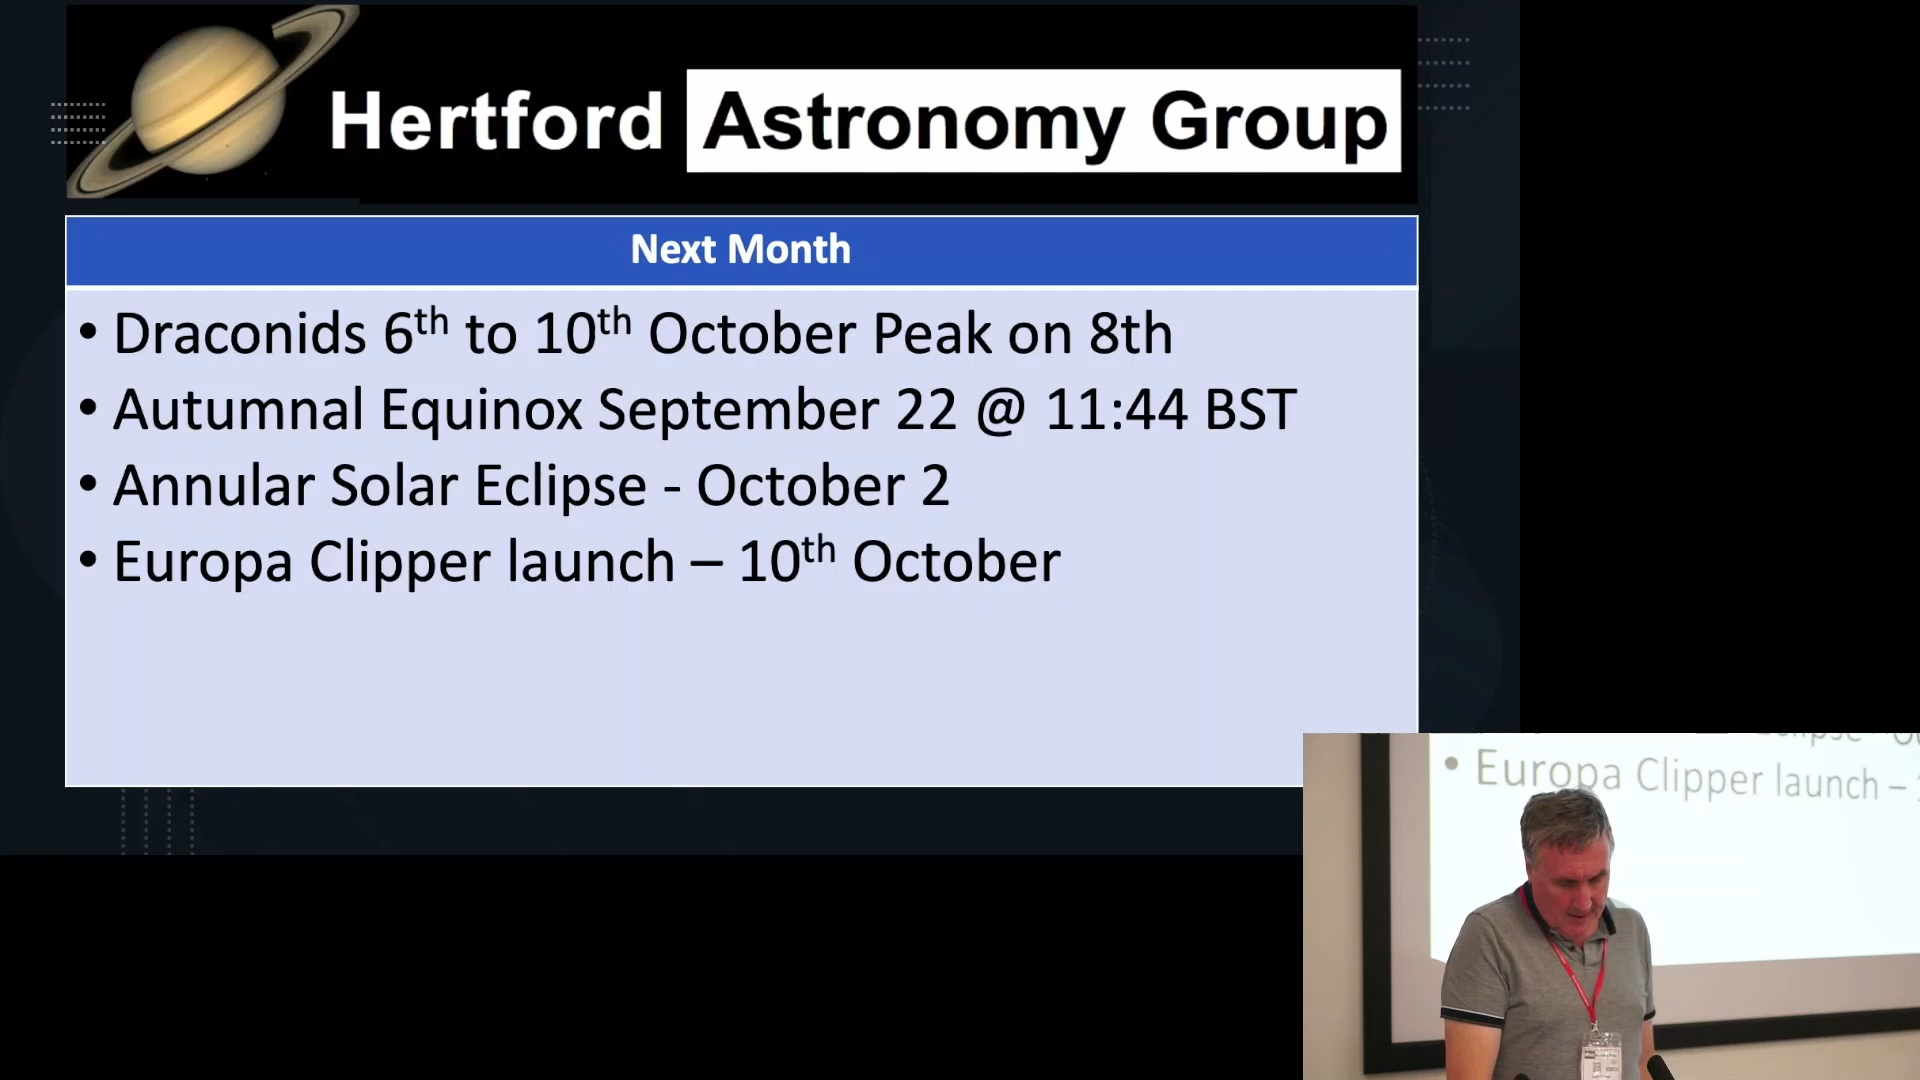 Hertford Astronomy Group
Next Month
• Draconids 6th to 10th October Peak on 8th
• Autumnal Equinox September 22 @ 11:44 BST
• Annular Solar Eclipse - October 2
• Europa Clipper launch – 10th October
• Europa Clipper launch –